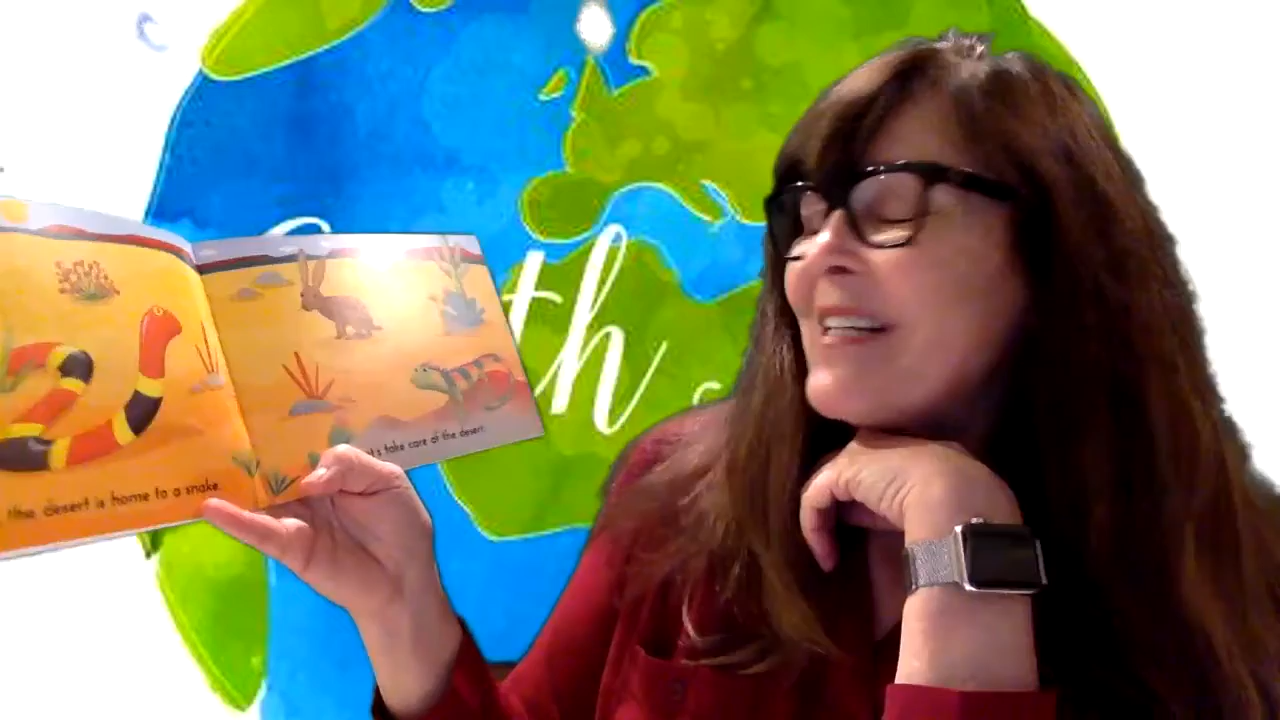 th
the desert is home to a snake.
take care of the desert.